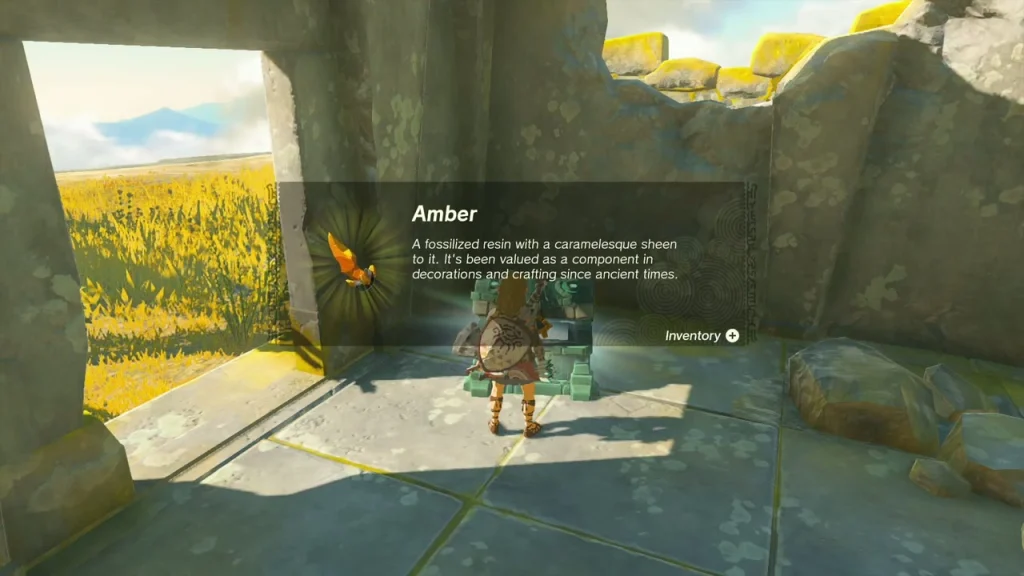 Amber
A fossilized resin with a caramelesque sheen
to it. It's been valued as a component in
decorations and crafting since ancient times.
Inventory